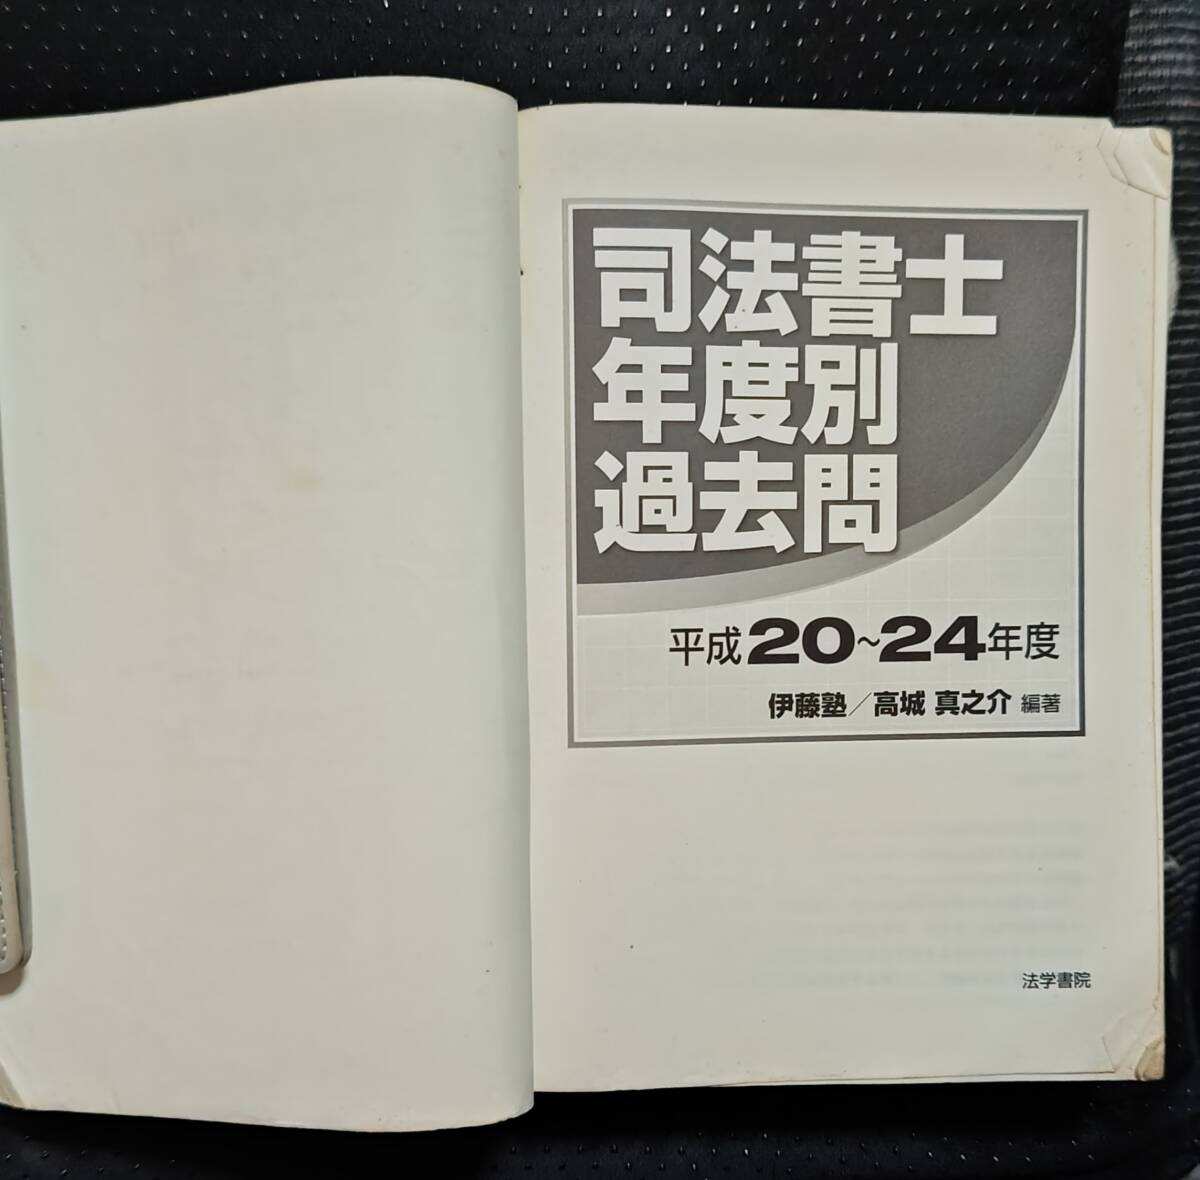 司法書士
年度別
過去問
平成20~24年度
伊藤塾/高城 真之介 編著
法学書院